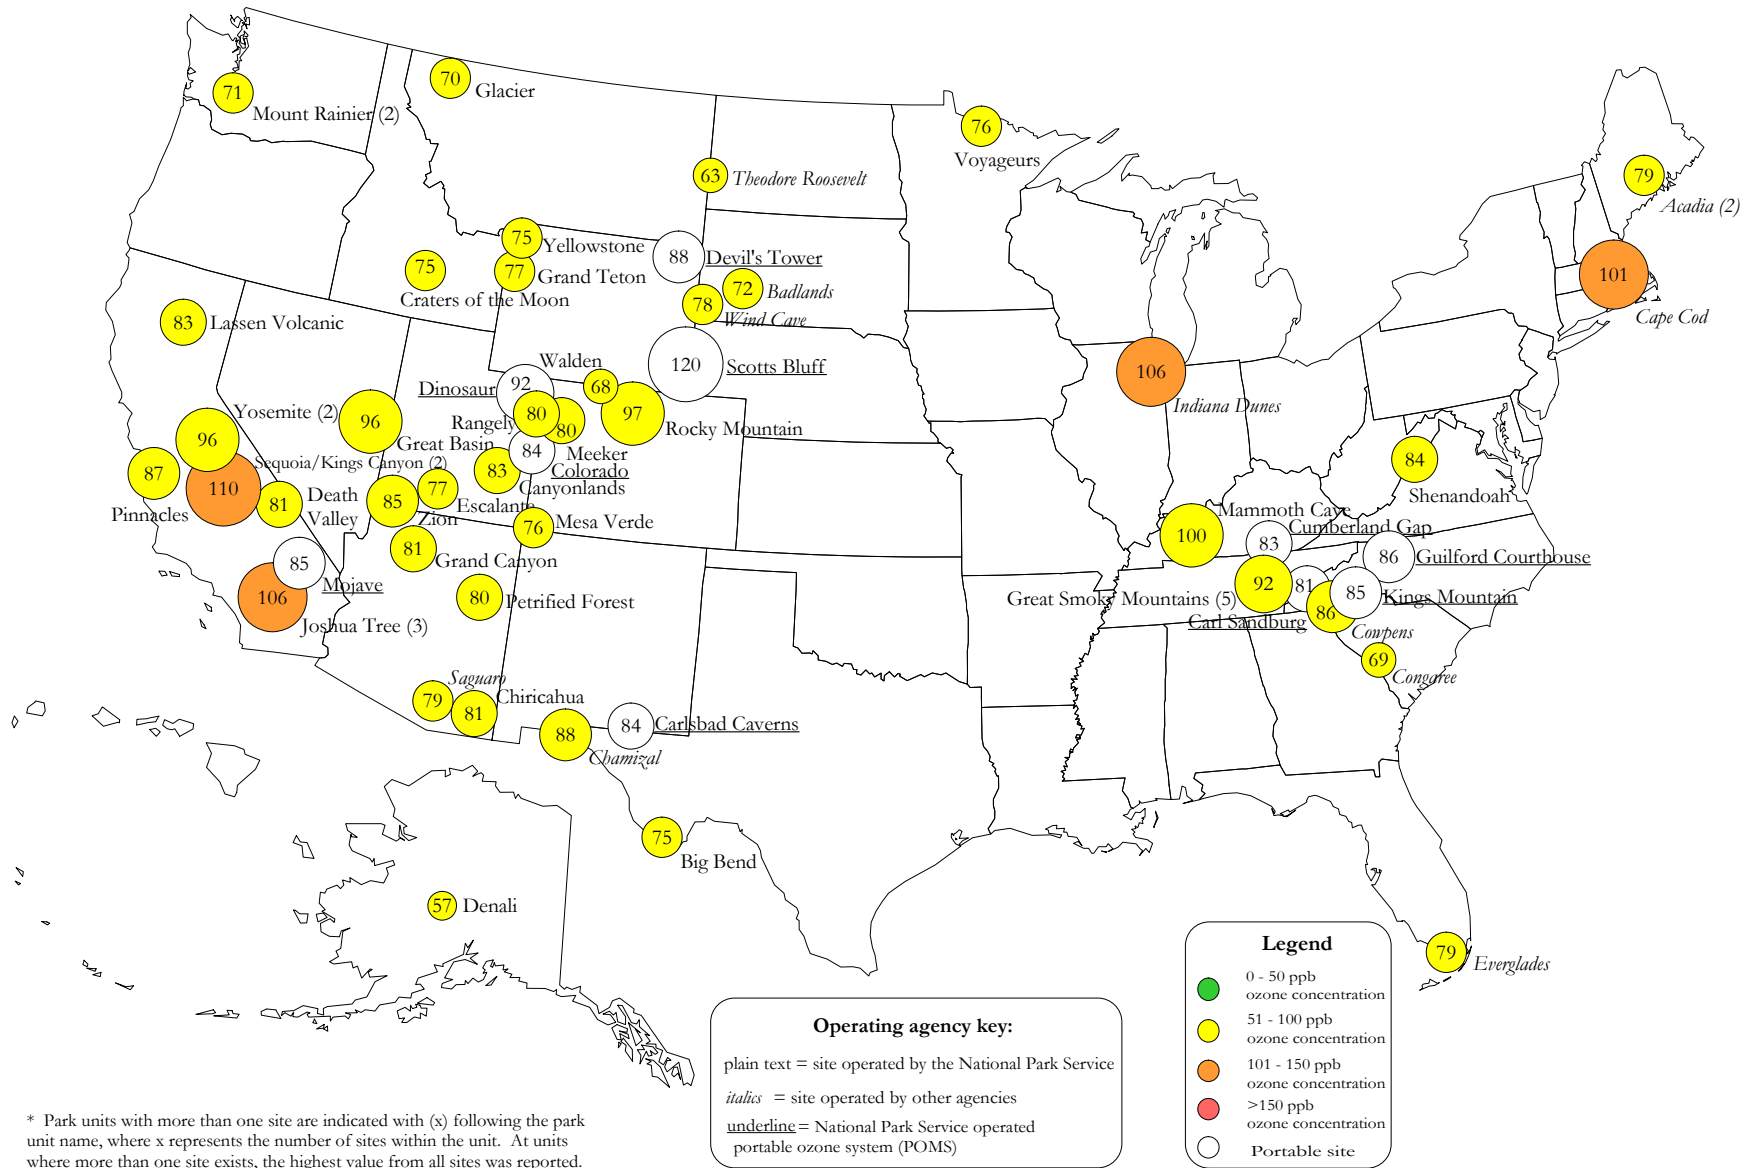 70
Glacier
71
Mount Rainier (2)
76
Voyageurs
63
Theodore Roosevelt
79
Acadia (2)
75
Yellowstone
88
Devil's Tower
75
Craters of the Moon
77
Grand Teton
72
Badlands
78
Wind Cave
101
Cape Cod
83
Lassen Volcanic
Walden
68
120
Scotts Bluff
106
Indiana Dunes
Dinosaur
92
Rangely
80
80
Meeker
97
Rocky Mountain
Yosemite (2)
96
96
Great Basin
84
Colorado
83
Canyonlands
Sequoia/Kings Canyon (2)
110
87
Pinnacles
81
Death
Valley
85
Zion
77
Escalante
76
Mesa Verde
81
Grand Canyon
84
Shenandoah
Mammoth Cave
100
Cumberland Gap
83
86
Guilford Courthouse
85
Mojave
106
Joshua Tree (3)
80
Petrified Forest
Great Smoky Mountains (5)
92
81
Carl Sandburg
86
Cowpens
85
Kings Mountain
69
Congaree
Saguaro
79
81
Chiricahua
88
Chamizal
84
Carlsbad Caverns
75
Big Bend
57
Denali
79
Everglades
Legend
0 - 50 ppb
ozone concentration
51 - 100 ppb
ozone concentration
101 - 150 ppb
ozone concentration
>150 ppb
ozone concentration
Portable site
Operating agency key:
plain text = site operated by the National Park Service
italics = site operated by other agencies
underline = National Park Service operated
portable ozone system (POMS)
* Park units with more than one site are indicated with (x) following the park
unit name, where x represents the number of sites within the unit. At units
where more than one site exists, the highest value from all sites was reported.